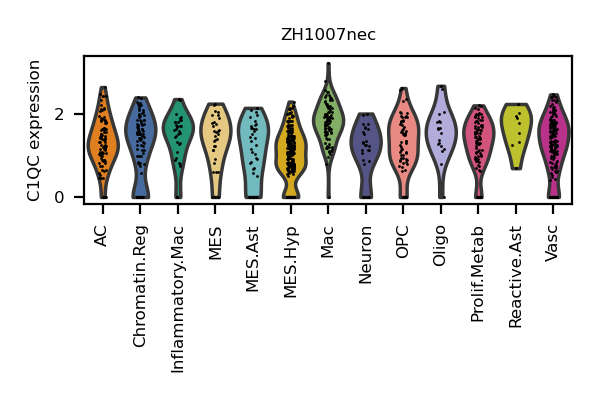 ZH1007nec
C1QC expression
2
0
AC
Chromatin.Reg
Inflammatory.Mac
MES
MES.Ast
MES.Hyp
Mac
Neuron
OPC
Oligo
Prolif.Metab
Reactive.Ast
Vasc